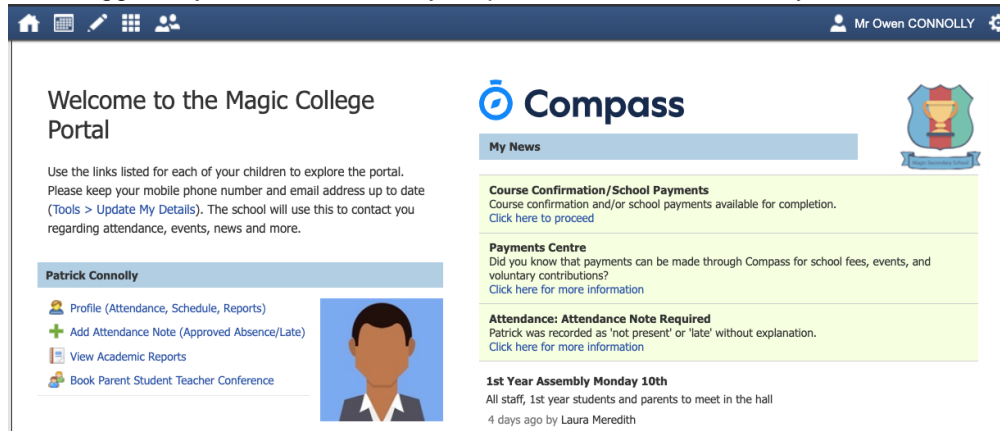 Mr Owen CONNOLLY
Welcome to the Magic College
Portal
Use the links listed for each of your children to explore the portal.
Please keep your mobile phone number and email address up to date
(Tools > Update My Details). The school will use this to contact you
regarding attendance, events, news and more.
Patrick Connolly
Profile (Attendance, Schedule, Reports)
Add Attendance Note (Approved Absence/Late)
View Academic Reports
Book Parent Student Teacher Conference
Compass
Magic Secondary School
My News
Course Confirmation/School Payments
Course confirmation and/or school payments available for completion.
Click here to proceed
Payments Centre
Did you know that payments can be made through Compass for school fees, events, and
voluntary contributions?
Click here for more information
Attendance: Attendance Note Required
Patrick was recorded as 'not present' or 'late' without explanation.
Click here for more information
1st Year Assembly Monday 10th
All staff, 1st year students and parents to meet in the hall
4 days ago by Laura Meredith